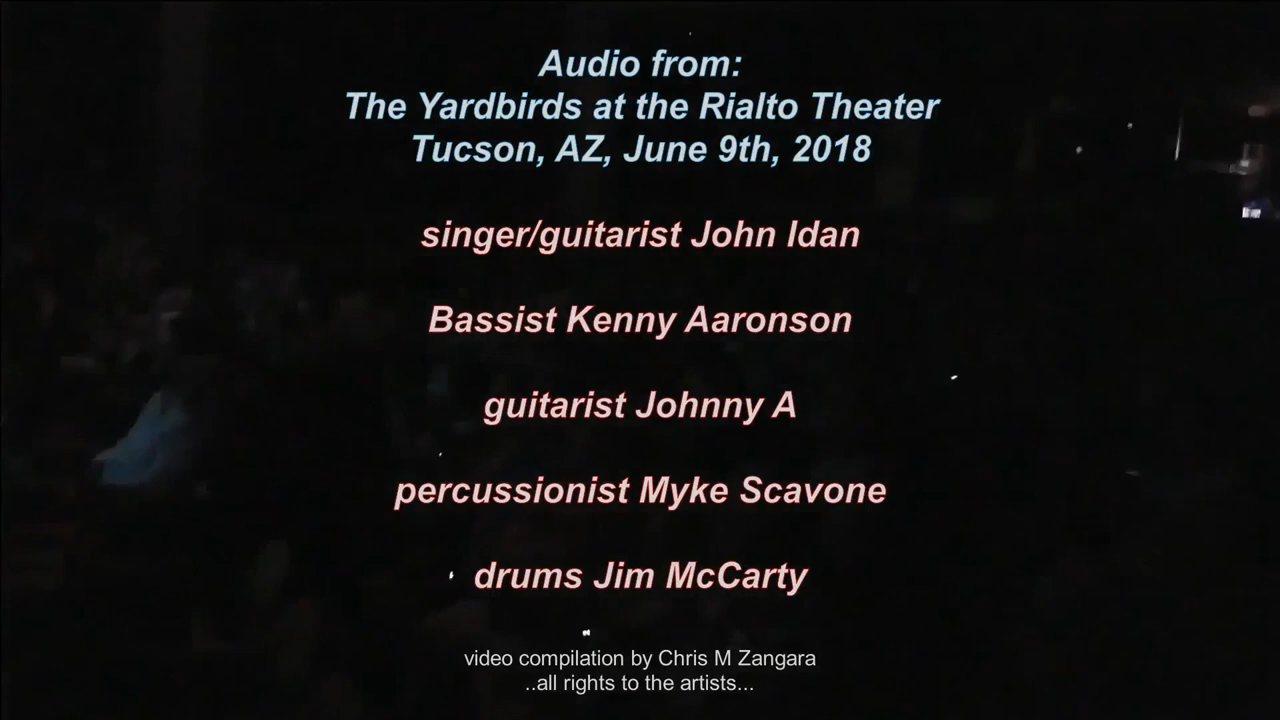 Audio from:
The Yardbirds at the Rialto Theater
Tucson, AZ, June 9th, 2018
singer/guitarist John Idan
Bassist Kenny Aaronson
guitarist Johnny A
percussionist Myke Scavone
drums Jim McCarty
video compilation by Chris M Zangara
..all rights to the artists...